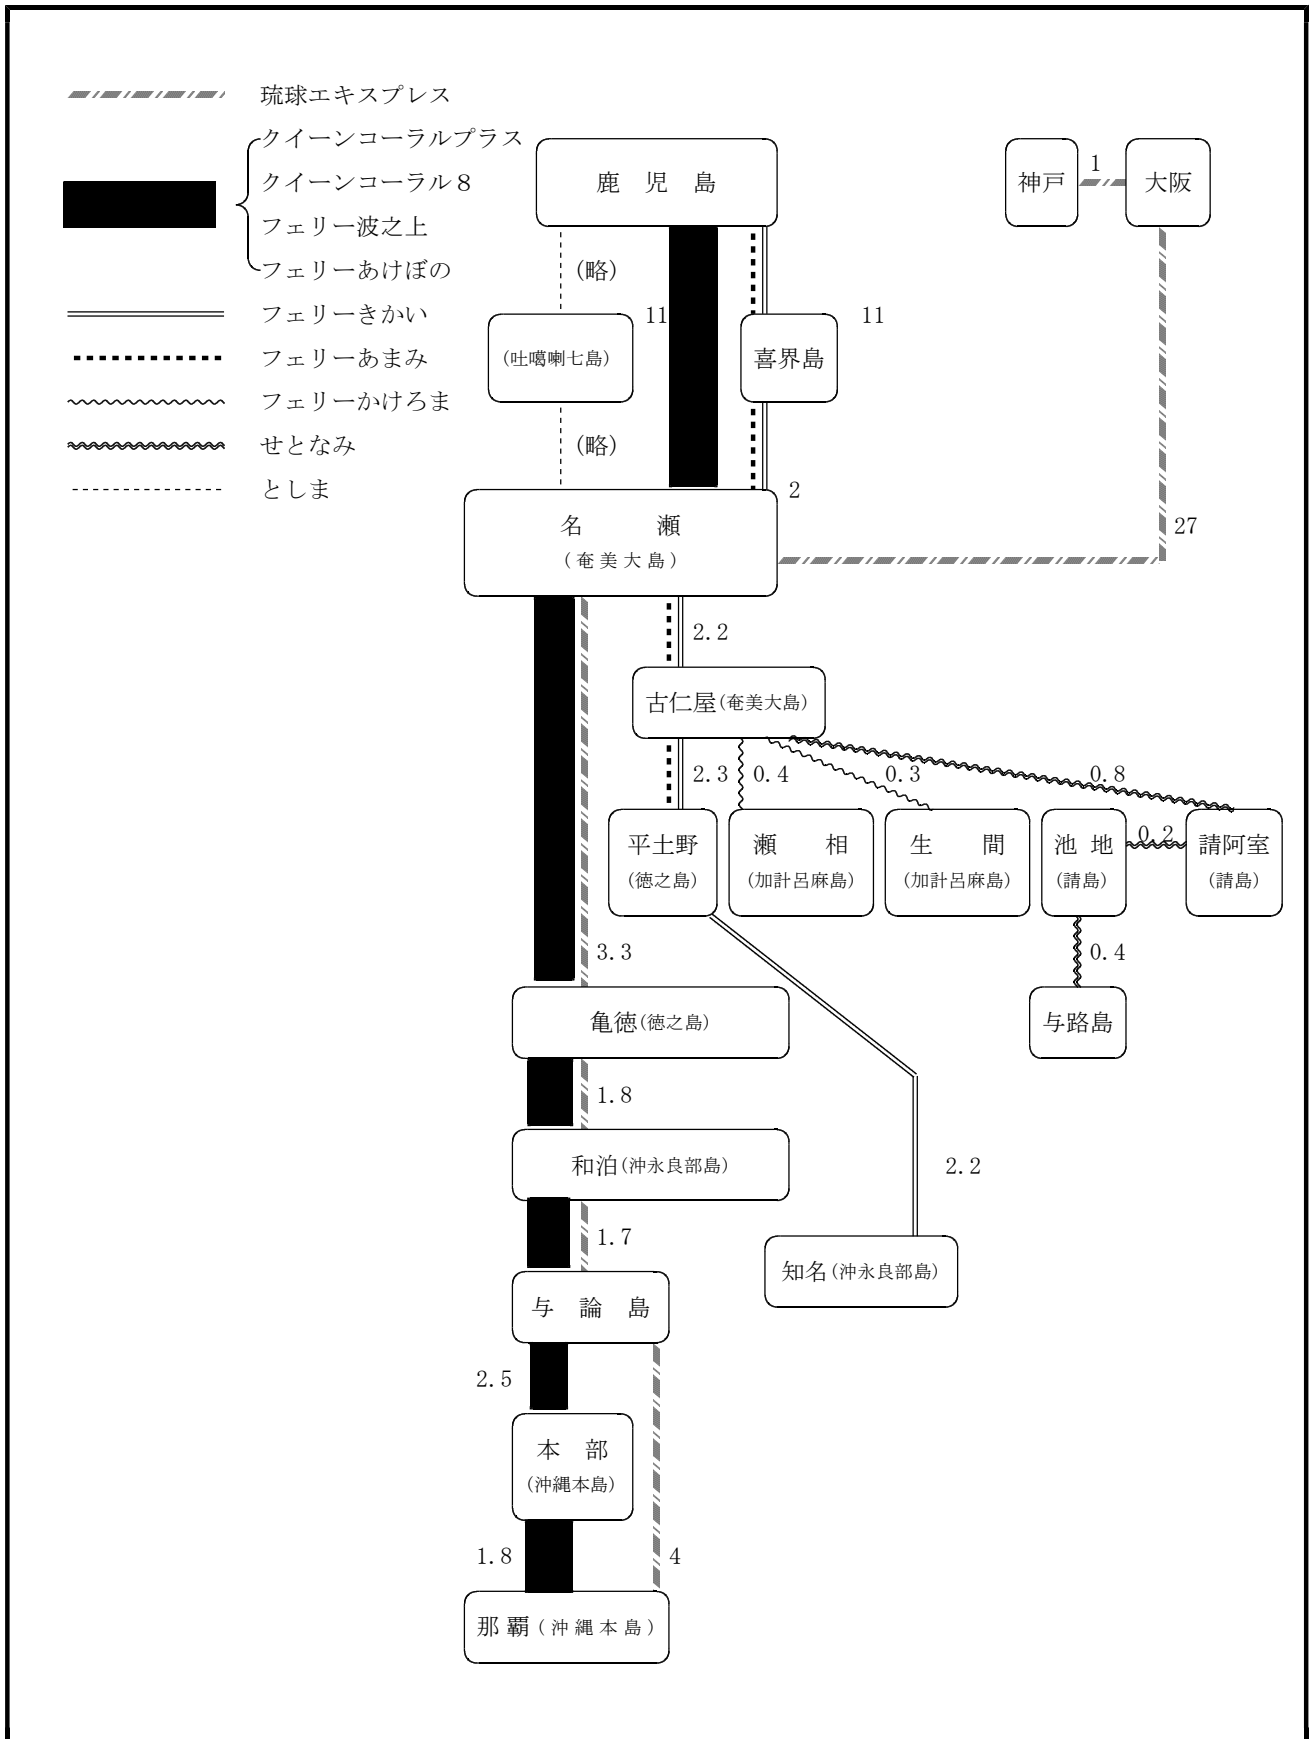 琉球エキスプレス
クイーンコーラルプラス
クイーンコーラル８
フェリー波之上
フェリーあけぼの
フェリーきかい
フェリーあまみ
フェリーかけろま
せとなみ
としま
鹿　児　島
神戸
1
大阪
(略)
11
(吐噶喇七島)
喜界島
11
(略)
2
名　　瀬
(奄美大島)
27
2.2
古仁屋(奄美大島)
2.3
0.4
0.3
0.8
平土野
(徳之島)
瀬　相
(加計呂麻島)
生　間
(加計呂麻島)
池 地
(請島)
0.2
請阿室
(請島)
3.3
0.4
亀徳(徳之島)
与路島
1.8
和泊(沖永良部島)
2.2
1.7
知名(沖永良部島)
与　論　島
2.5
本　部
(沖縄本島)
1.8
4
那覇(沖縄本島)